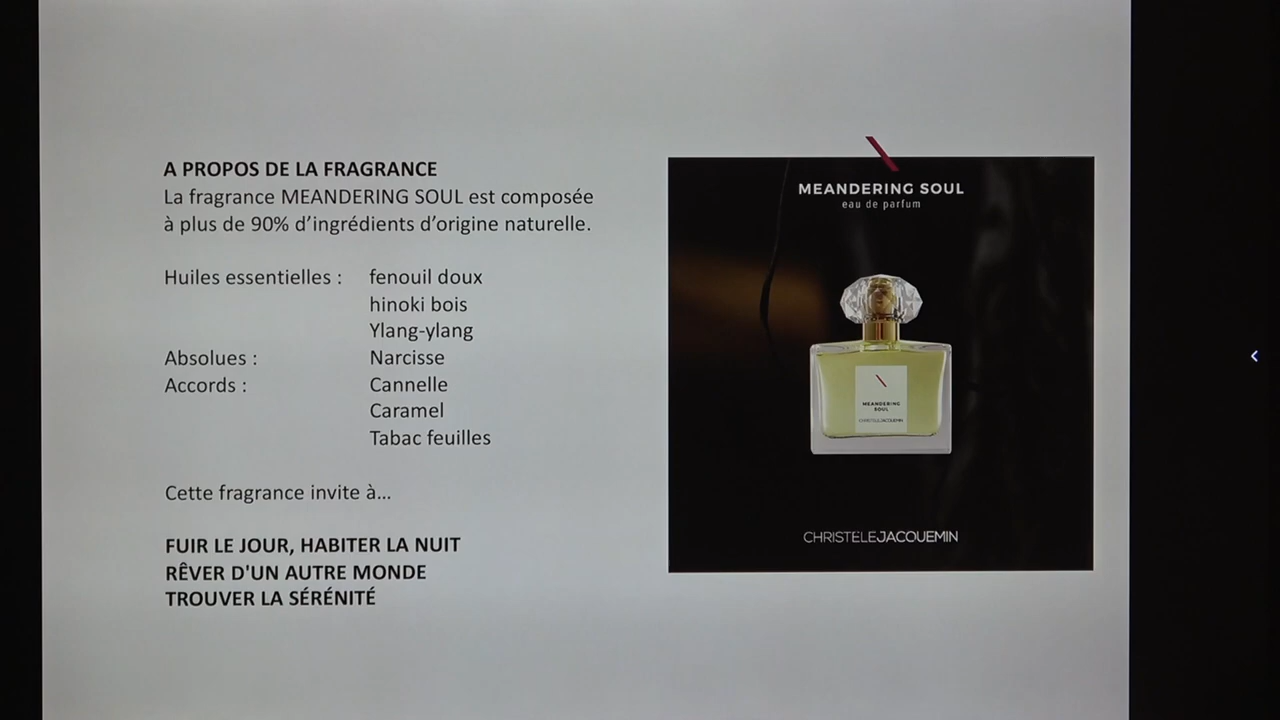 A PROPOS DE LA FRAGRANCE
La fragrance MEANDERING SOUL est composée
à plus de 90% d’ingrédients d’origine naturelle.
Huiles essentielles : fenouil doux
hinoki bois
Ylang-ylang
Absolues : Narcisse
Accords : Cannelle
Caramel
Tabac feuilles
Cette fragrance invite à…
FUIR LE JOUR, HABITER LA NUIT
RÊVER D'UN AUTRE MONDE
TROUVER LA SÉRÉNITÉ
MEANDERING SOUL
eau de parfum
MEANDERING
SOUL
CHRISTELEJACQUEMIN
CHRISTELEJACQUEMIN